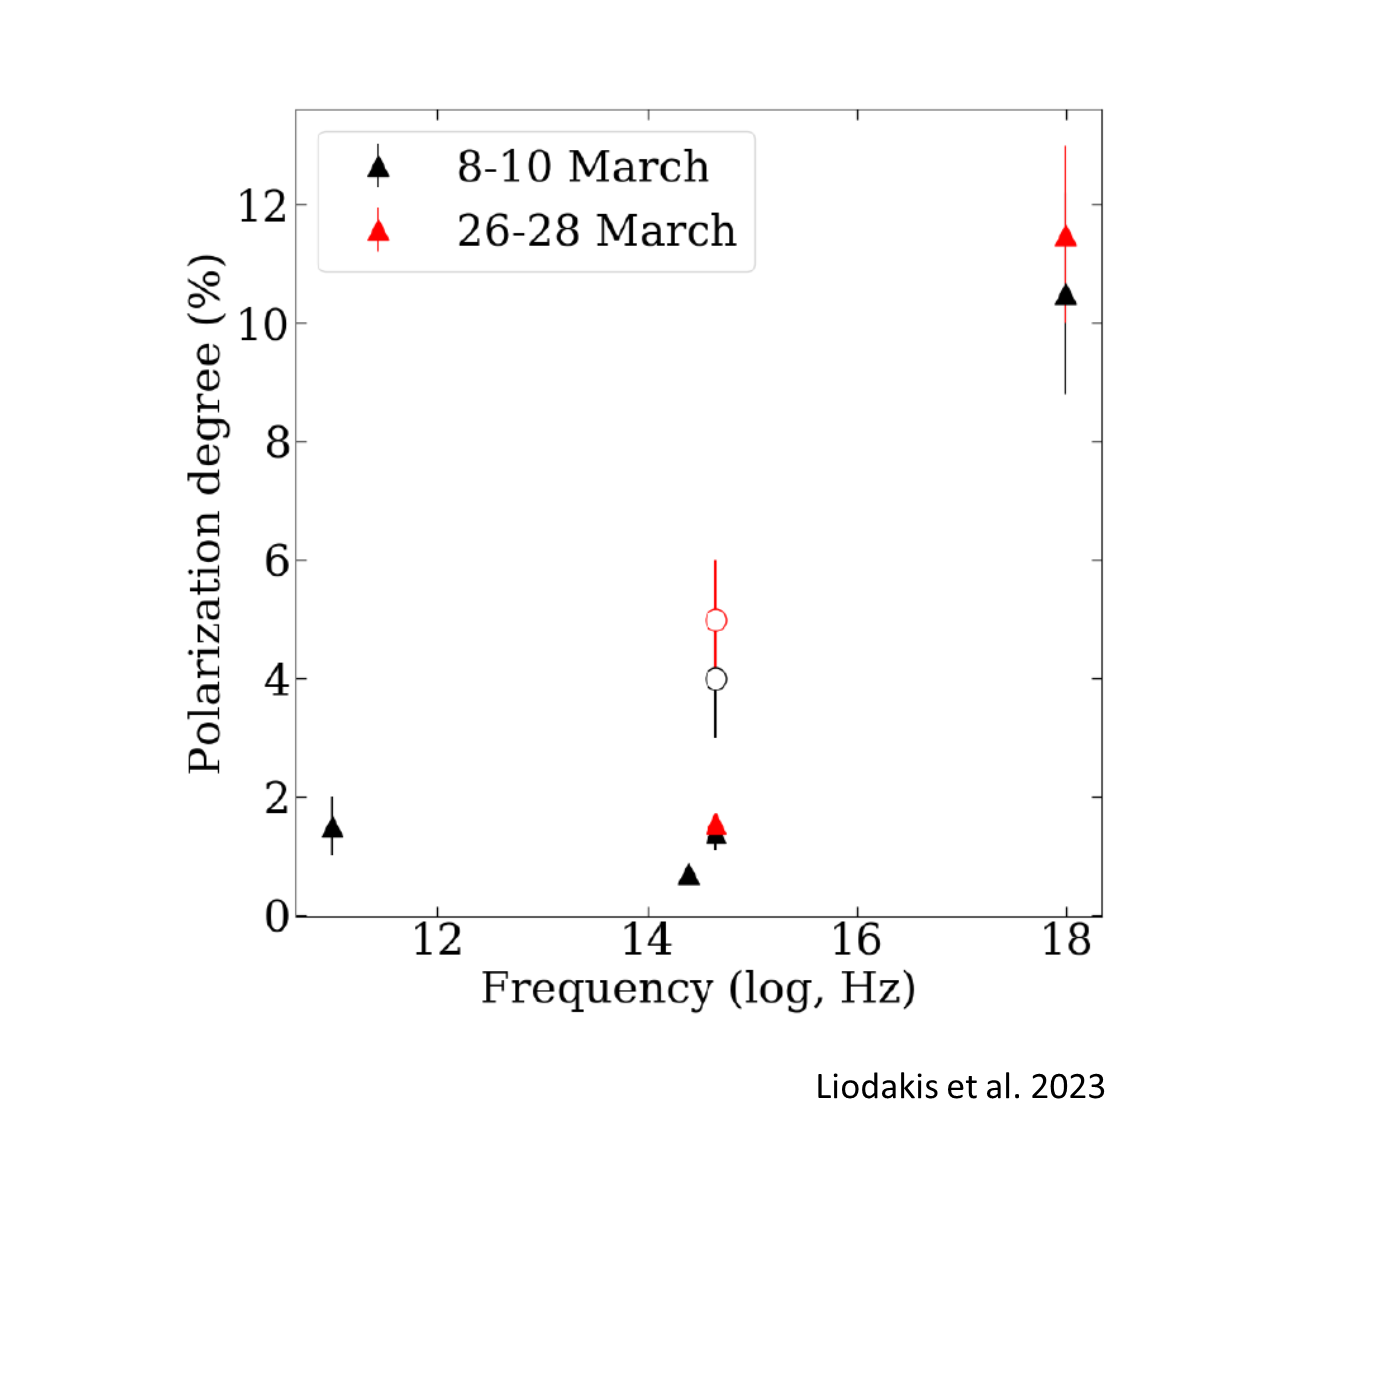 8-10 March
26-28 March
Polarization degree (%)
12
10
8
6
4
2
0
12 14 16 18
Frequency (log, Hz)
Liodakis et al. 2023